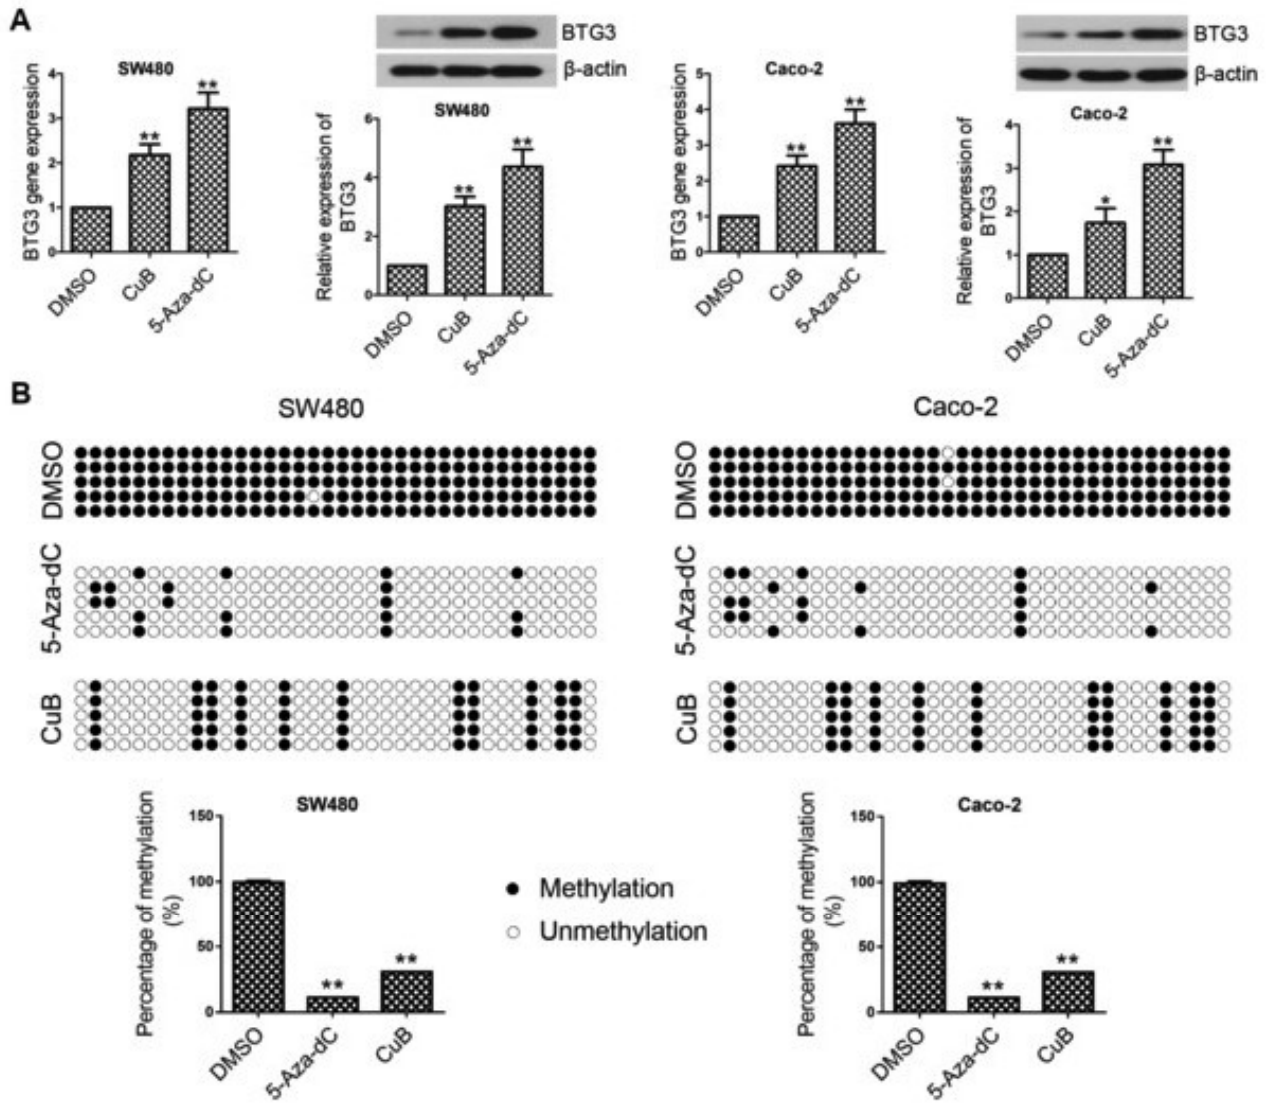 A
BTG3
β-actin
SW480
BTG3 gene expression
4
3
2
1
0
**
**
DMSO
CuB
5-Aza-dC
SW480
Relative expression of
BTG3
6
4
2
0
**
**
DMSO
CuB
5-Aza-dC
BTG3
β-actin
Caco-2
BTG3 gene expression
5
4
3
2
1
0
**
**
DMSO
CuB
5-Aza-dC
Caco-2
Relative expression of
BTG3
4
3
2
1
0
*
**
DMSO
CuB
5-Aza-dC
B
SW480
Caco-2
DMSO
DMSO
5-Aza-dC
5-Aza-dC
CuB
CuB
SW480
Percentage of methylation
(%)
150
100
50
0
**
**
DMSO
5-Aza-dC
CuB
Methylation
Unmethylation
Caco-2
Percentage of methylation
(%)
150
100
50
0
**
**
DMSO
5-Aza-dC
CuB